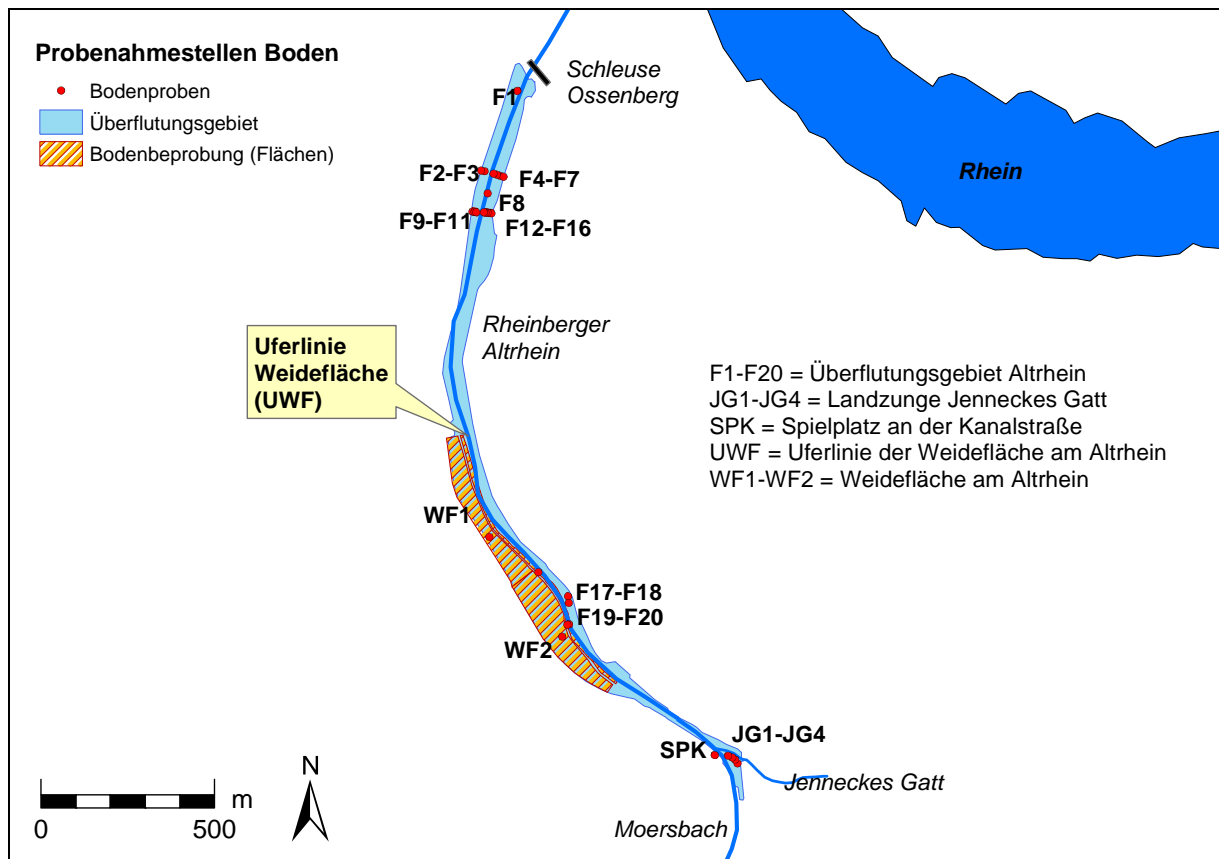 Probenahmestellen Boden
Bodenproben
Überflutungsgebiet
Bodenbeprobung (Flächen)
Schleuse
Ossenberg
Rhein
F1
F2-F3
F4-F7
F8
F9-F11
F12-F16
Rheinberger
Altrhein
Uferlinie
Weidefläche
(UWF)
F1-F20 = Überflutungsgebiet Altrhein
JG1-JG4 = Landzunge Jenneckes Gatt
SPK = Spielplatz an der Kanalstraße
UWF = Uferlinie der Weidefläche am Altrhein
WF1-WF2 = Weidefläche am Altrhein
WF1
F17-F18
F19-F20
WF2
SPK
JG1-JG4
Jenneckes Gatt
Moersbach
N
m
0
500